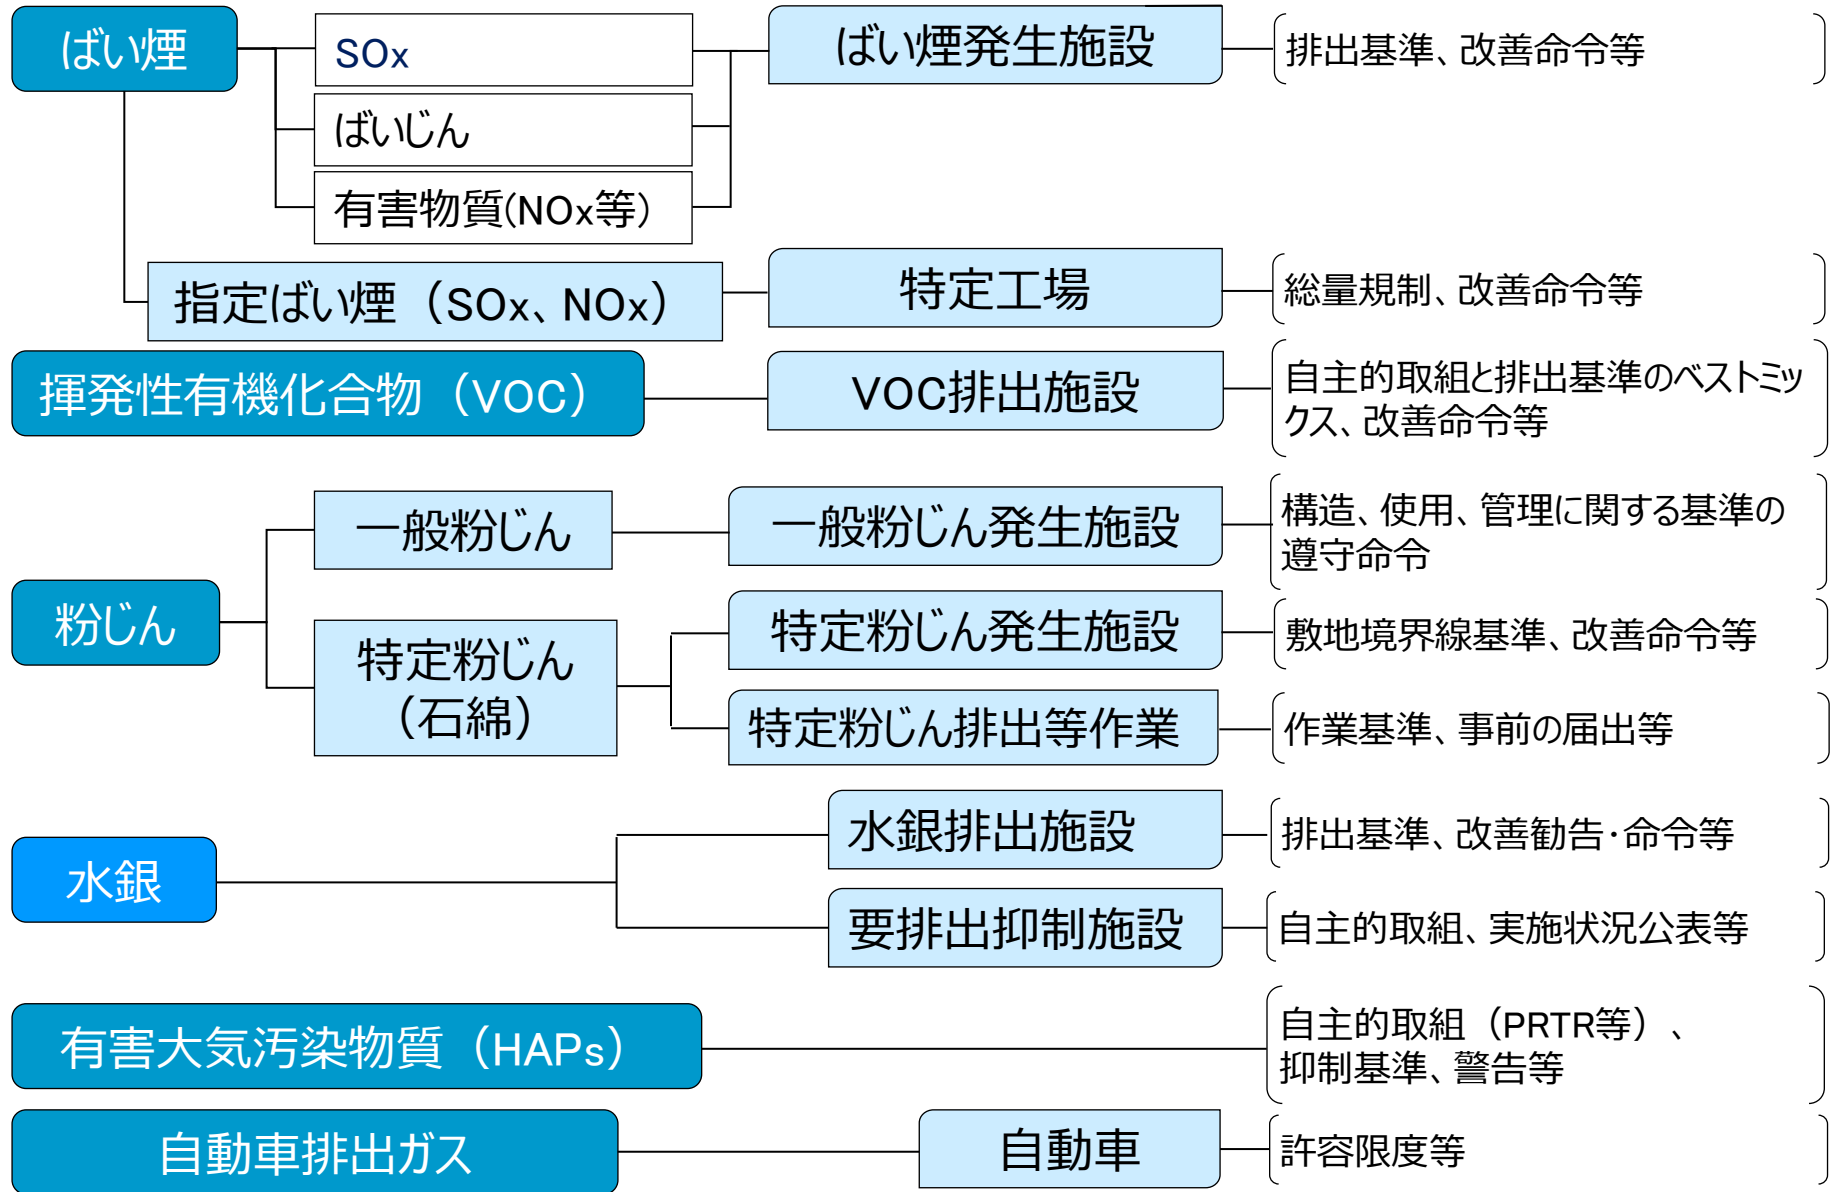 ばい煙
SOx
ばい煙発生施設
排出基準、改善命令等
ばいじん
有害物質(NOx等)
指定ばい煙（SOx、NOx）
特定工場
総量規制、改善命令等
揮発性有機化合物（VOC）
VOC排出施設
自主的取組と排出基準のベストミッ
クス、改善命令等
粉じん
一般粉じん
一般粉じん発生施設
構造、使用、管理に関する基準の
遵守命令
特定粉じん
（石綿）
特定粉じん発生施設
敷地境界線基準、改善命令等
特定粉じん排出等作業
作業基準、事前の届出等
水銀
水銀排出施設
排出基準、改善勧告・命令等
要排出抑制施設
自主的取組、実施状況公表等
有害大気汚染物質（HAPs）
自主的取組（PRTR等）、
抑制基準、警告等
自動車排出ガス
自動車
許容限度等